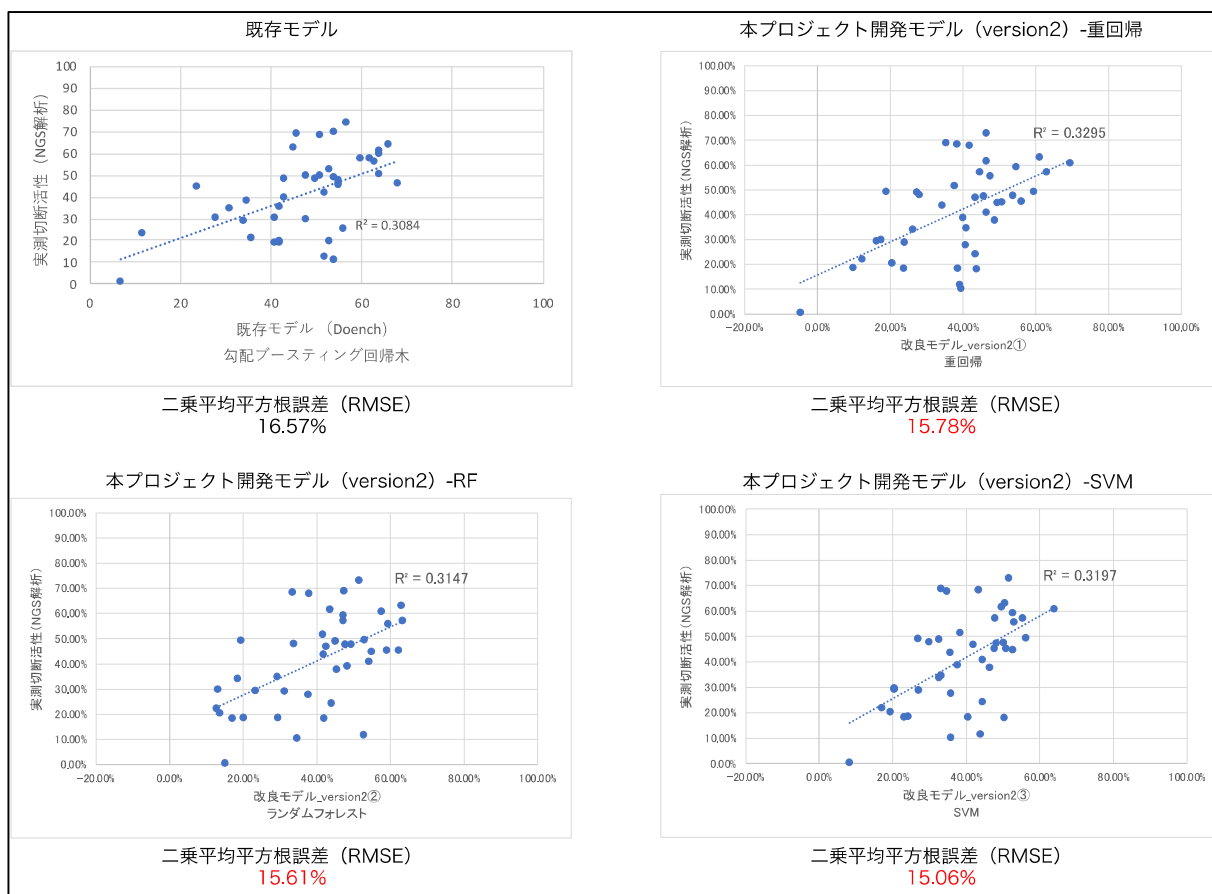 既存モデル
100
90
80
70
60
50
40
30
20
10
0
実測切断活性(NGS解析)
R² = 0.3084
0 20 40 60 80 100
既存モデル (Doench)
勾配ブースティング回帰木
二乗平均平方根誤差(RMSE)
16.57%
本プロジェクト開発モデル(version2)-重回帰
100.00%
90.00%
80.00%
70.00%
60.00%
50.00%
40.00%
30.00%
20.00%
10.00%
0.00%
実測切断活性(NGS解析)
R² = 0.3295
-20.00% 0.00% 20.00% 40.00% 60.00% 80.00% 100.00%
改良モデル_version2①
重回帰
二乗平均平方根誤差(RMSE)
15.78%
本プロジェクト開発モデル(version2)-RF
100.00%
90.00%
80.00%
70.00%
60.00%
50.00%
40.00%
30.00%
20.00%
10.00%
0.00%
実測切断活性(NGS解析)
R² = 0.3147
-20.00% 0.00% 20.00% 40.00% 60.00% 80.00% 100.00%
改良モデル_version2②
ランダムフォレスト
二乗平均平方根誤差(RMSE)
15.61%
本プロジェクト開発モデル(version2)-SVM
100.00%
90.00%
80.00%
70.00%
60.00%
50.00%
40.00%
30.00%
20.00%
10.00%
0.00%
実測切断活性(NGS解析)
R² = 0.3197
-20.00% 0.00% 20.00% 40.00% 60.00% 80.00% 100.00%
改良モデル_version2③
SVM
二乗平均平方根誤差(RMSE)
15.06%